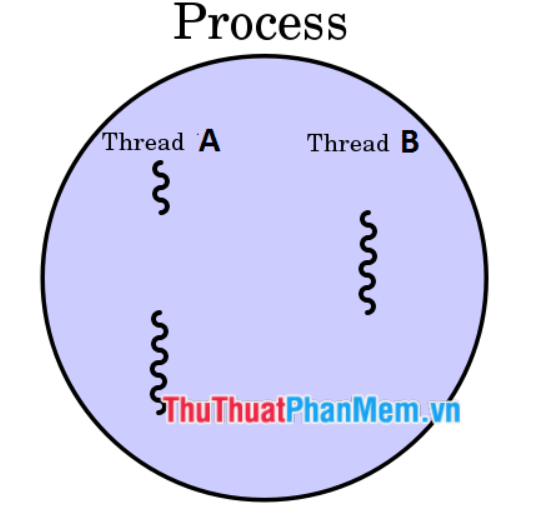 Process
Thread A
Thread B
ThuThuatPhanMem.vn